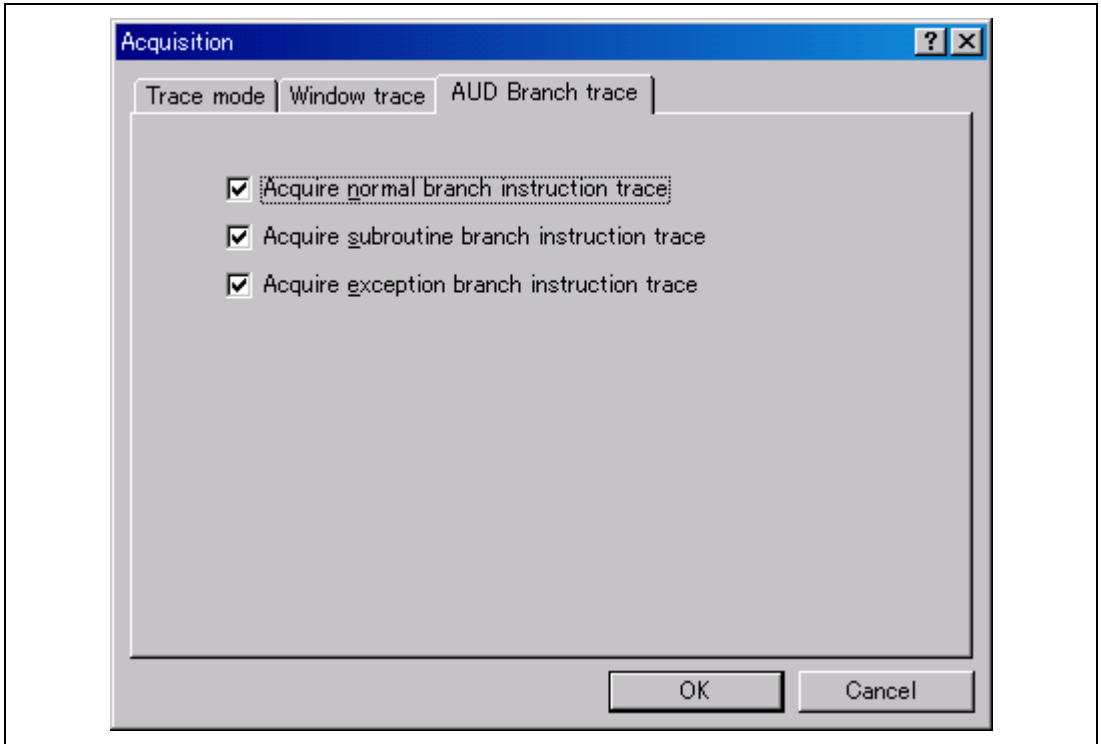 Acquisition
Trace mode Window trace AUD Branch trace
Acquire normal branch instruction trace
Acquire subroutine branch instruction trace
Acquire exception branch instruction trace
OK Cancel